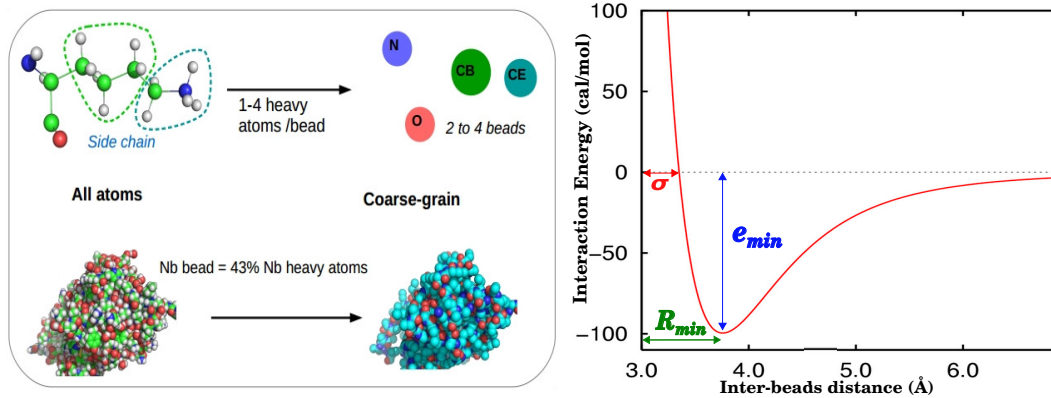 N
CB
CE
O
1-4 heavy
atoms /bead
2 to 4 beads
Side chain
All atoms
Coarse-grain
Nb bead = 43% Nb heavy atoms
Interaction Energy (cal/mol)
100
50
0
−50
−100
σ
e_min
R_min
3.0
4.0
5.0
6.0
Inter-beads distance (Å)